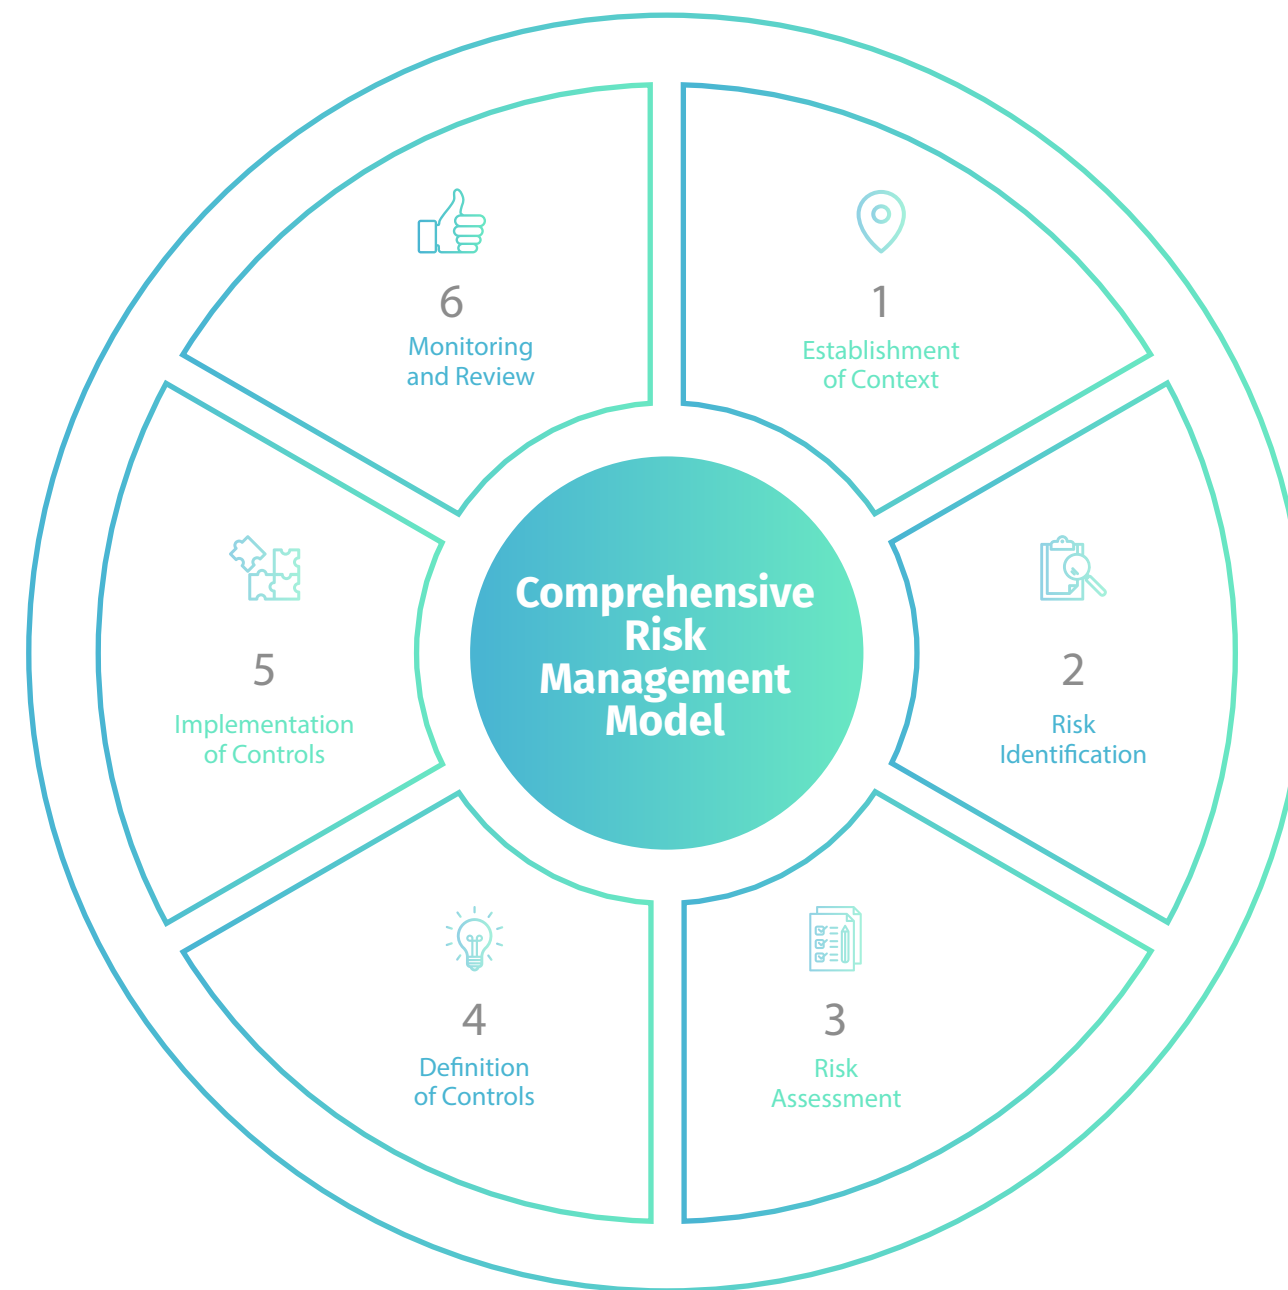 Comprehensive
Risk
Management
Model
1
Establishment
of Context
2
Risk
Identification
3
Risk
Assessment
4
Definition
of Controls
5
Implementation
of Controls
6
Monitoring
and Review